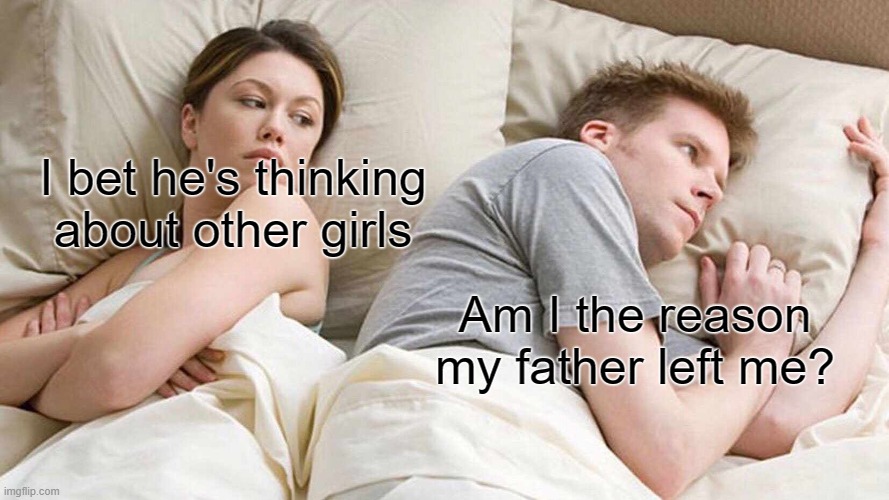 I bet he's thinking
about other girls
Am I the reason
my father left me?
imgflip.com